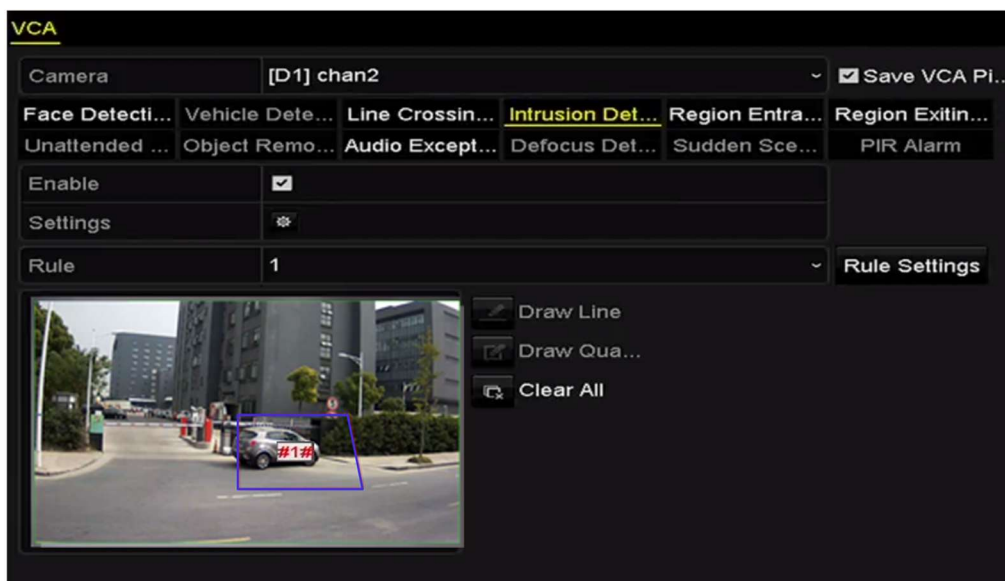 VCA
Camera [D1] chan2 Save VCA Pi...
Face Detecti... Vehicle Dete... Line Crossin... Intrusion Det... Region Entra... Region Exitin...
Unattended ... Object Remo... Audio Except... Defocus Det... Sudden Sce... PIR Alarm
Enable
Settings
Rule 1 Rule Settings
Draw Line
Draw Qua...
Clear All
#1#